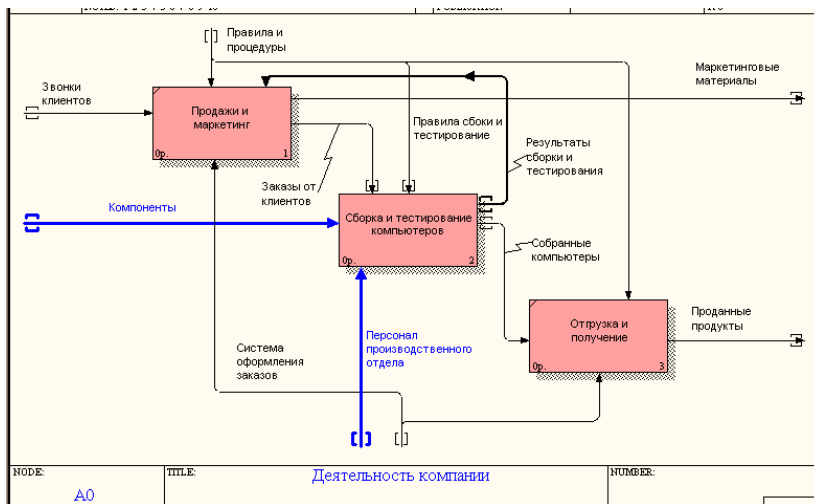 Правила и
процедуры
Звонки
клиентов
Маркетинговые
материалы
Продажи и
маркетинг
0р.
1
Правила сбоки и
тестирование
Результаты
сборки и
тестирования
Заказы от
клиентов
Компоненты
Сборка и тестирование
компьютеров
0р.
2
Собранные
компьютеры
Проданные
продукты
Отгрузка и
получение
0р.
3
Персонал
производственного
отдела
Система
оформления
заказов
NODE:
TITLE:
NUMBER:
Деятельность компании
A0